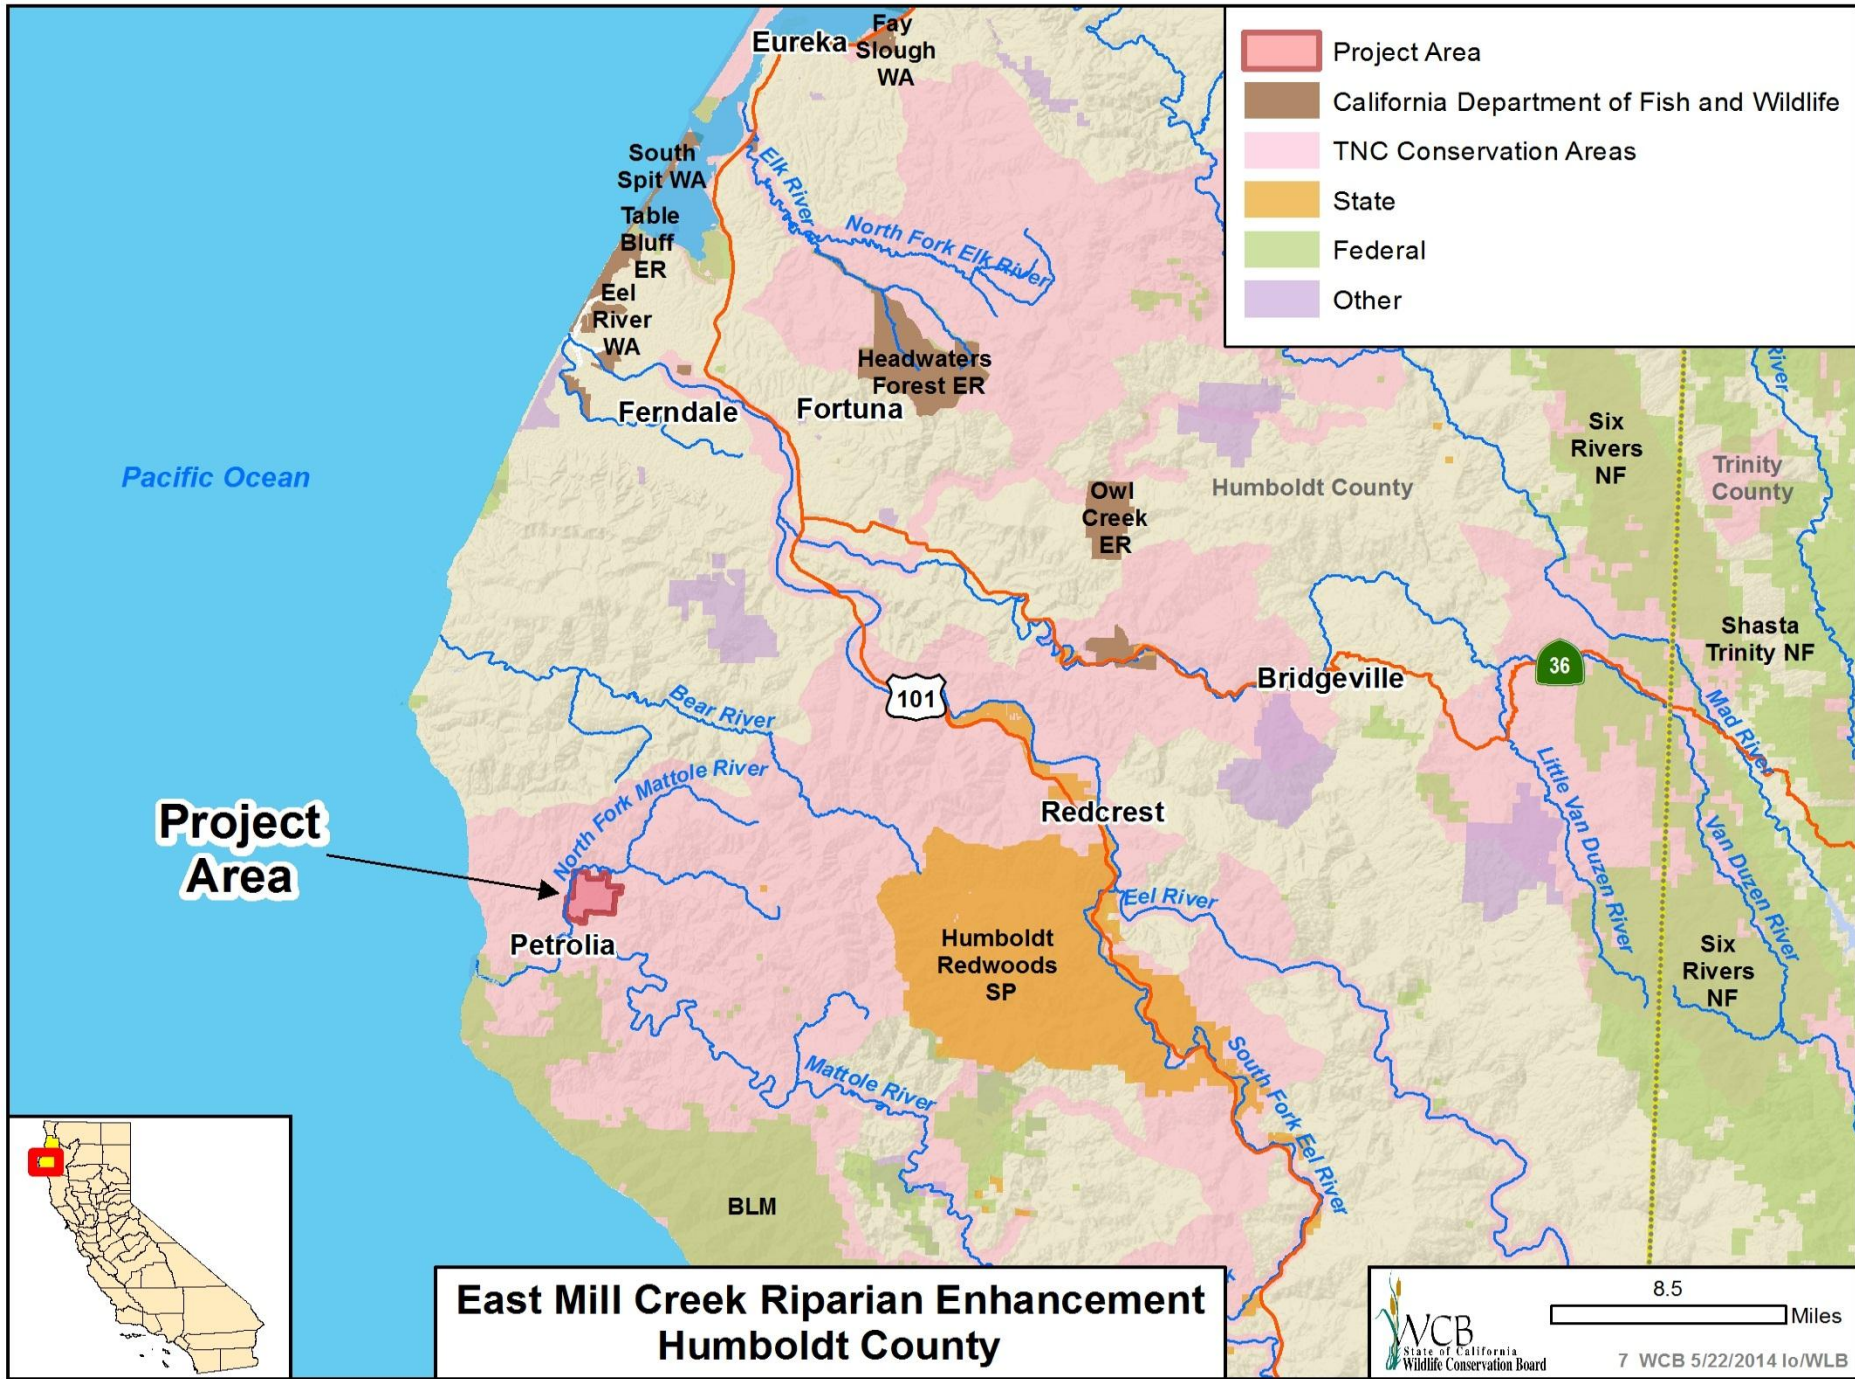 Eureka
Fay
Slough
WA
Project Area
California Department of Fish and Wildlife
TNC Conservation Areas
State
Federal
Other
South
Spit WA
Elk River
Table
Bluff
ER
North Fork Elk River
Eel
River
WA
Headwaters
Forest ER
Ferndale
Fortuna
River
Six
Rivers
NF
Trinity
County
Pacific Ocean
Humboldt County
Owl
Creek
ER
Shasta
Trinity NF
36
Bridgeville
101
Bear River
Mad River
North Fork Mattole River
Little Van Duzen River
Van Duzen River
Redcrest
Project
Area
Eel River
Petrolia
Humboldt
Redwoods
SP
Six
Rivers
NF
Mattole River
South Fork Eel River
BLM
East Mill Creek Riparian Enhancement
Humboldt County
WCB
State of California
Wildlife Conservation Board
8.5
Miles
7 WCB 5/22/2014 lo/WLB